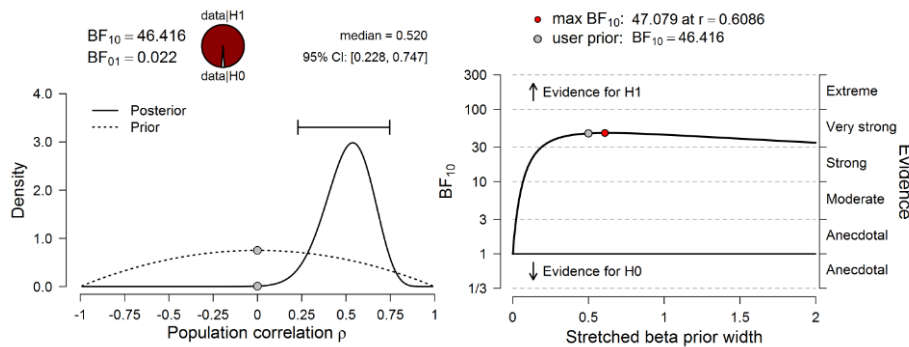 data|H1
BF10 = 46.416
BF01 = 0.022
data|H0
median = 0.520
95% CI: [0.228, 0.747]
Posterior
Prior
4.0
3.0
2.0
1.0
0.0
Density
-1
-0.75
-0.5
-0.25
0
0.25
0.5
0.75
1
Population correlation ρ
max BF10: 47.079 at r = 0.6086
user prior: BF10 = 46.416
300
100
30
10
3
1
1/3
BF10
Evidence for H1
Evidence for H0
Extreme
Very strong
Strong
Moderate
Anecdotal
Anecdotal
Evidence
0
0.5
1
1.5
2
Stretched beta prior width